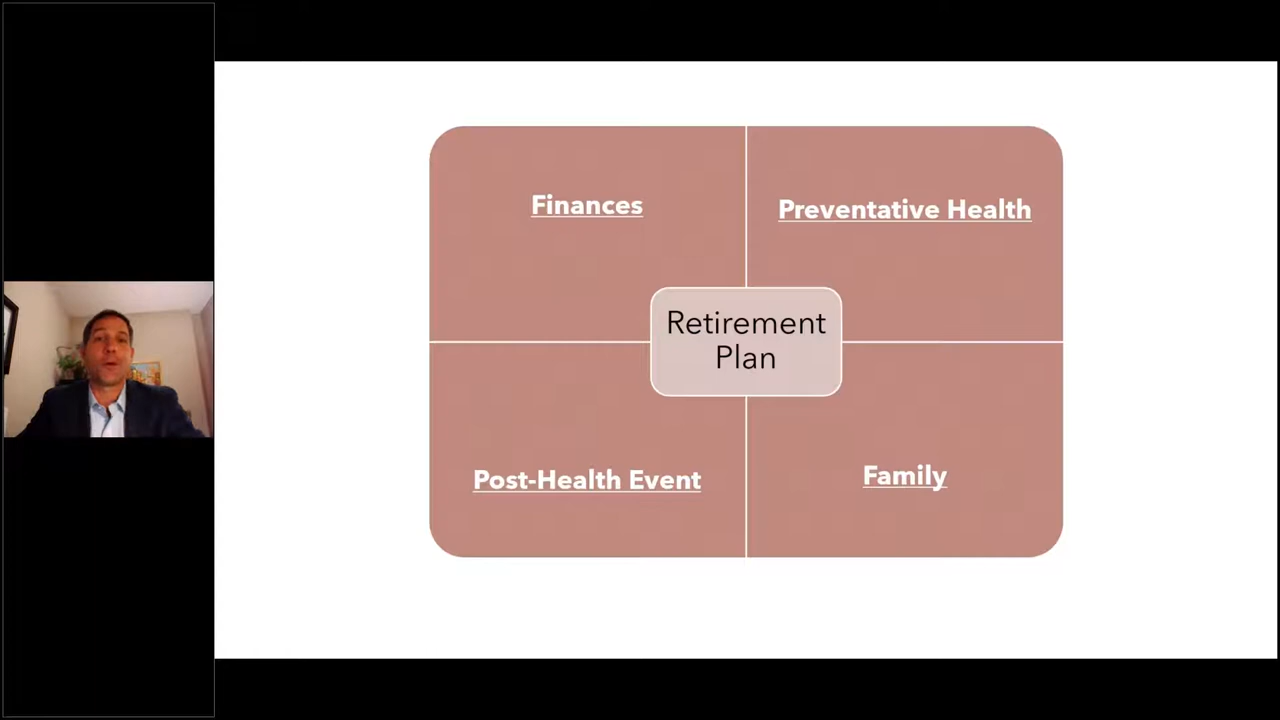 Finances
Preventative Health
Retirement
Plan
Post-Health Event
Family